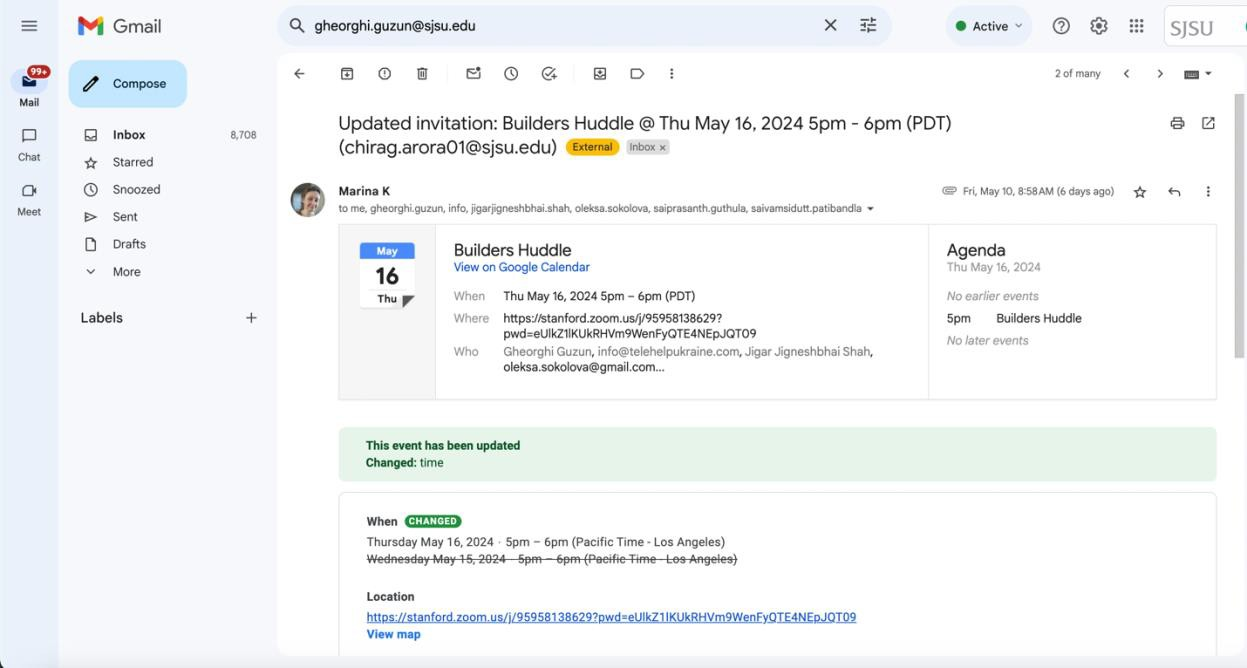 Gmail
gheorghi.guzun@sjsu.edu
Active
SJSU
99+
Mail
Chat
Meet
Compose
Inbox 8,708
Starred
Snoozed
Sent
Drafts
More
Labels
2 of many
Updated invitation: Builders Huddle @ Thu May 16, 2024 5pm - 6pm (PDT)
(chirag.arora01@sjsu.edu) External Inbox x
Marina K
Fri, May 10, 8:58 AM (6 days ago)
to me, gheorghi.guzun, info, jigarjigneshbhai.shah, oleksa.sokolova, saiprasanth.guthula, saivamsidutt.patibandla
May
16
Thu
Builders Huddle
View on Google Calendar
When Thu May 16, 2024 5pm – 6pm (PDT)
Where https://stanford.zoom.us/j/95958138629?
pwd=eUlkZ1lKUkRHVm9WenFyQTE4NEpJQT09
Who Gheorghi Guzun, info@telehelpukraine.com, Jigar Jigneshbhai Shah,
oleksa.sokolova@gmail.com...
Agenda
Thu May 16, 2024
No earlier events
5pm Builders Huddle
No later events
This event has been updated
Changed: time
When CHANGED
Thursday May 16, 2024 · 5pm – 6pm (Pacific Time - Los Angeles)
Wednesday May 15, 2024 · 5pm – 6pm (Pacific Time - Los Angeles)
Location
https://stanford.zoom.us/j/95958138629?pwd=eUlkZ1lKUkRHVm9WenFyQTE4NEpJQT09
View map